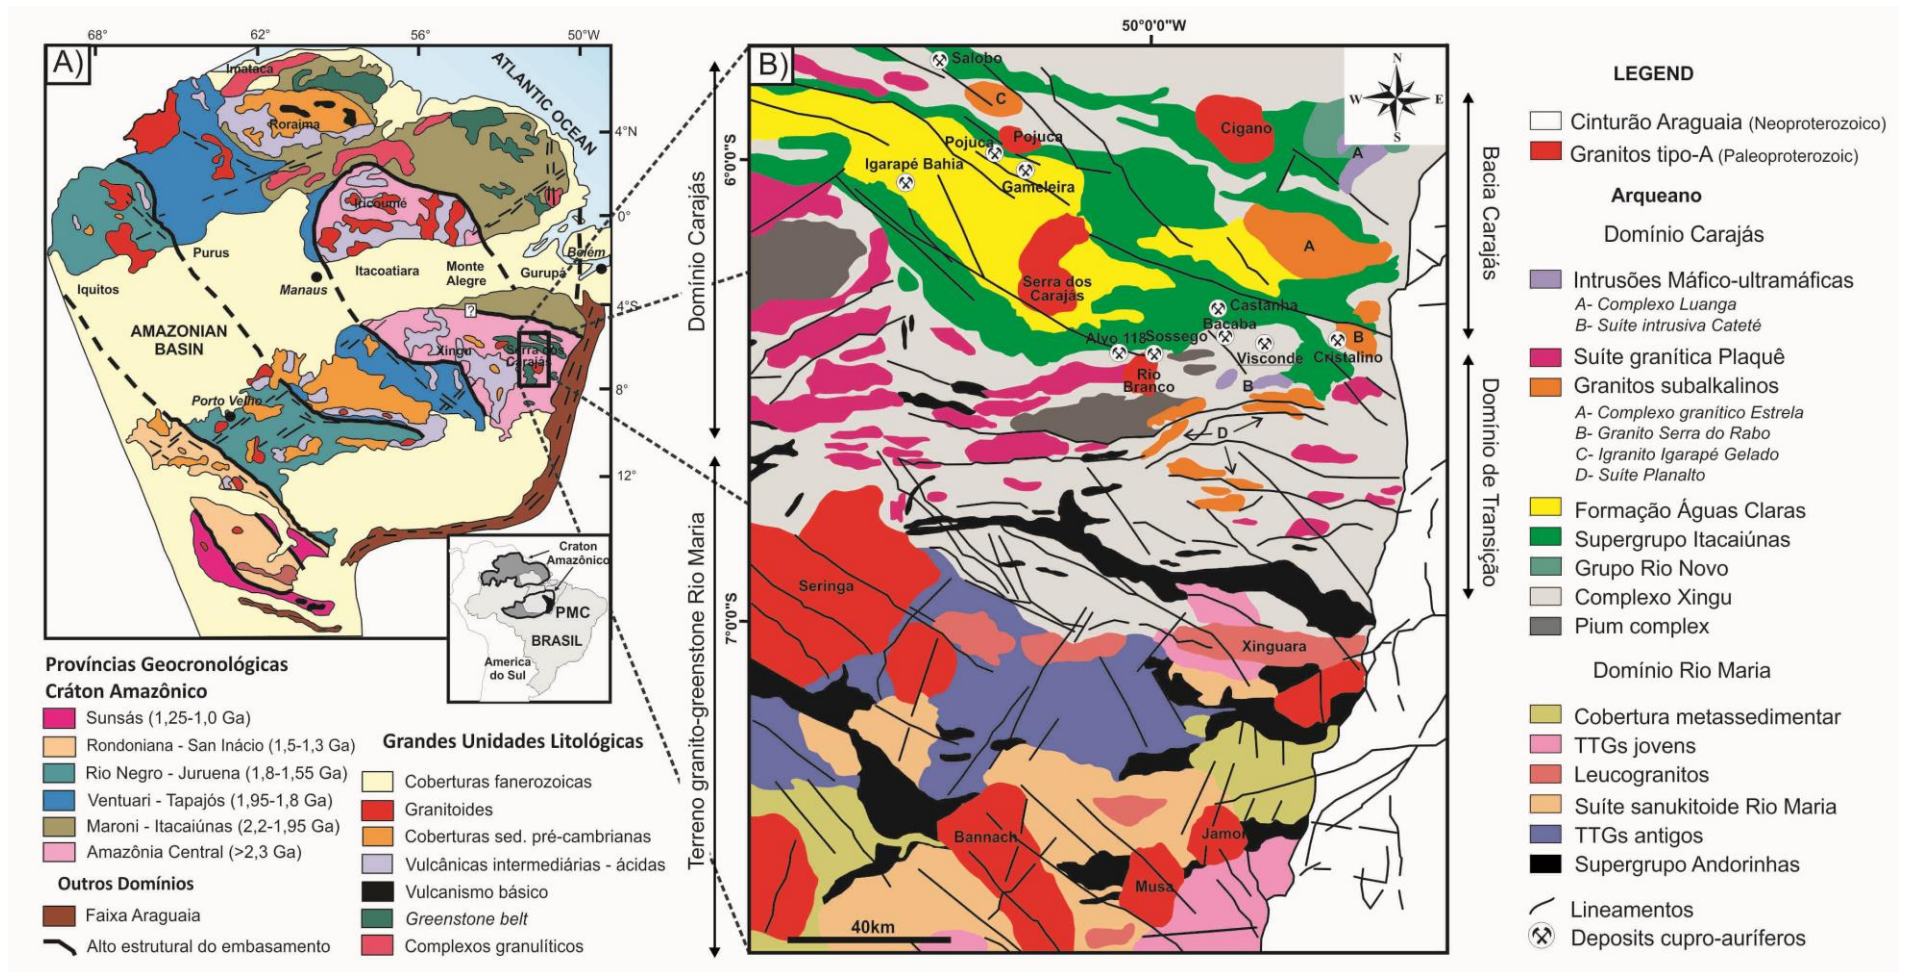 68°
62°
56°
50°W
A)
ATLANTIC OCEAN
Imataca
Roraima
4°N
Iricoumé
0°
Purus
Belém
Itacoatiara
Monte
Alegre
Gurupá
Iquitos
Manaus
4°S
?
AMAZONIAN
BASIN
Xingu
Serra dos
Carajás
8°
Porto Velho
12°
Craton
Amazônico
PMC
BRASIL
America
do Sul
Províncias Geocronológicas
Cráton Amazônico
Sunsás (1,25-1,0 Ga)
Rondoniana - San Inácio (1,5-1,3 Ga)
Rio Negro - Juruena (1,8-1,55 Ga)
Ventuari - Tapajós (1,95-1,8 Ga)
Maroni - Itacaiúnas (2,2-1,95 Ga)
Amazônia Central (>2,3 Ga)
Outros Domínios
Faixa Araguaia
Alto estrutural do embasamento
Grandes Unidades Litológicas
Coberturas fanerozoicas
Granitoides
Coberturas sed. pré-cambrianas
Vulcânicas intermediárias - ácidas
Vulcanismo básico
Greenstone belt
Complexos granulíticos
50°0'0"W
B)
6°0'0"S
7°0'0"S
Domínio Carajás
Terreno granito-greenstone Rio Maria
Salobo
N
W
E
S
C
Cigano
Pojuca
Pojuca
A
Igarapé Bahia
Gameleira
A
Serra dos
Carajás
Castanha
Bacaba
B
Alvo 118
Sossego
Visconde
Cristalino
Rio
Branco
B
D
Seringa
Xinguara
Bannach
Jamon
Musa
40km
Bacia Carajás
Domínio de Transição
LEGEND
Cinturão Araguaia (Neoproterozoico)
Granitos tipo-A (Paleoproterozoic)
Arqueano
Domínio Carajás
Intrusões Máfico-ultramáficas
A- Complexo Luanga
B- Suíte intrusiva Cateté
Suíte granítica Plaquê
Granitos subalkalinos
A- Complexo granítico Estrela
B- Granito Serra do Rabo
C- Igranito Igarapé Gelado
D- Suíte Planalto
Formação Águas Claras
Supergrupo Itacaiúnas
Grupo Rio Novo
Complexo Xingu
Pium complex
Domínio Rio Maria
Cobertura metassedimentar
TTGs jovens
Leucogranitos
Suíte sanukitoide Rio Maria
TTGs antigos
Supergrupo Andorinhas
Lineamentos
Deposits cupro-auríferos